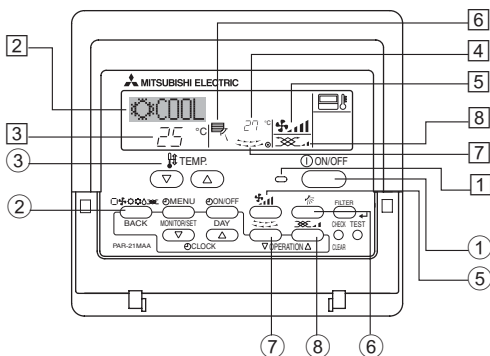 6
2
4
MITSUBISHI ELECTRIC
5
COOL
27 °C
3
25 °C
8
7
3
TEMP.
ON/OFF
1
2
MENU
ON/OFF
FILTER
BACK
MONITOR/SET
DAY
CHECK TEST
PAR-21MAA
CLOCK
OPERATION
CLEAR
1
5
7
8
6